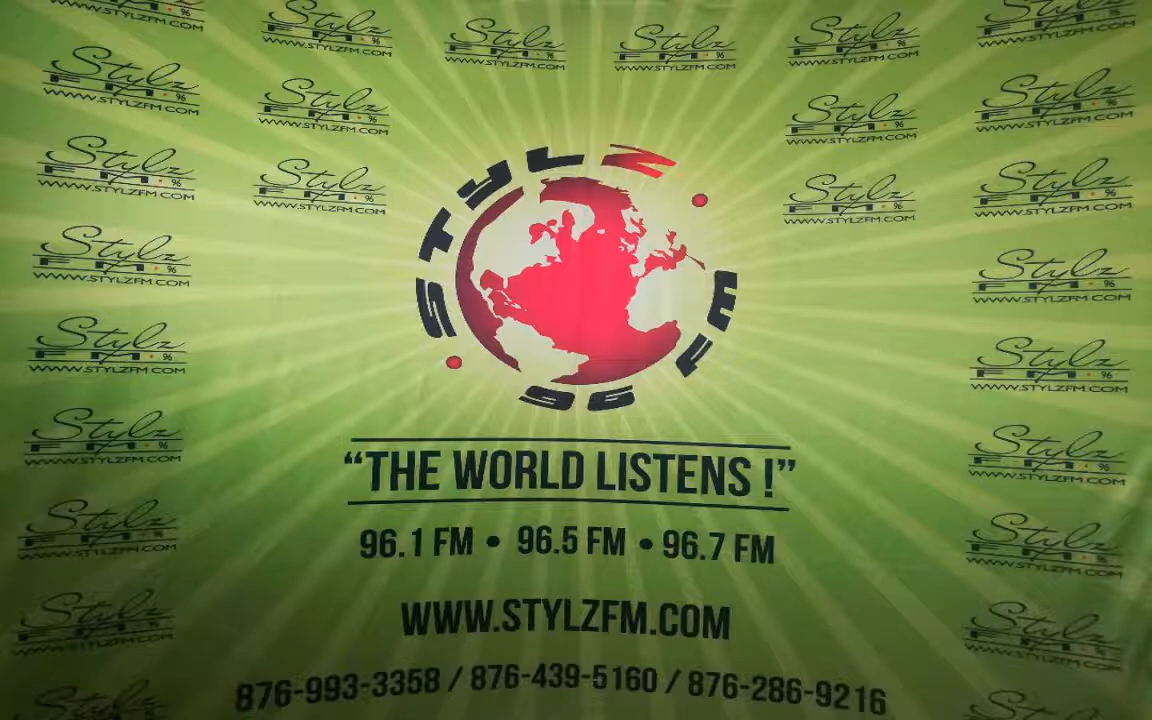 STYLZ FM 96
Stylz
FM 96
WWW.STYLZFM.COM
"THE WORLD LISTENS !"
96.1 FM • 96.5 FM • 96.7 FM
WWW.STYLZFM.COM
876-993-3358 / 876-439-5160 / 876-286-9216